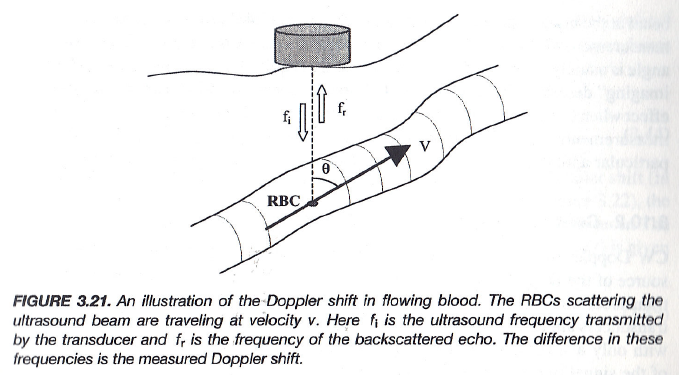 fi
fr
V
θ
RBC
FIGURE 3.21. An illustration of the Doppler shift in flowing blood. The RBCs scattering the
ultrasound beam are traveling at velocity v. Here fi is the ultrasound frequency transmitted
by the transducer and fr is the frequency of the backscattered echo. The difference in these
frequencies is the measured Doppler shift.